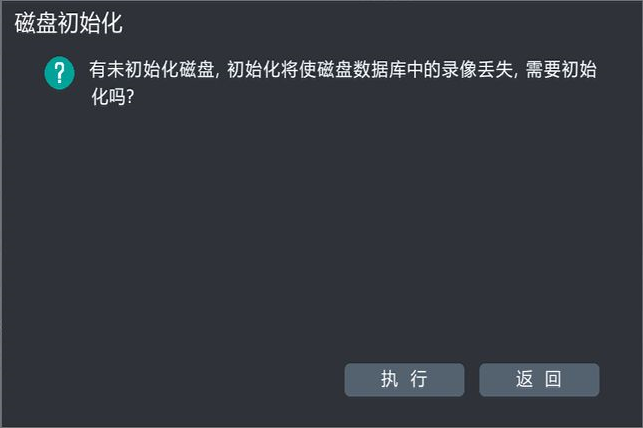 磁盘初始化
有未初始化磁盘, 初始化将使磁盘数据库中的录像丢失, 需要初始
化吗?
执 行
返 回